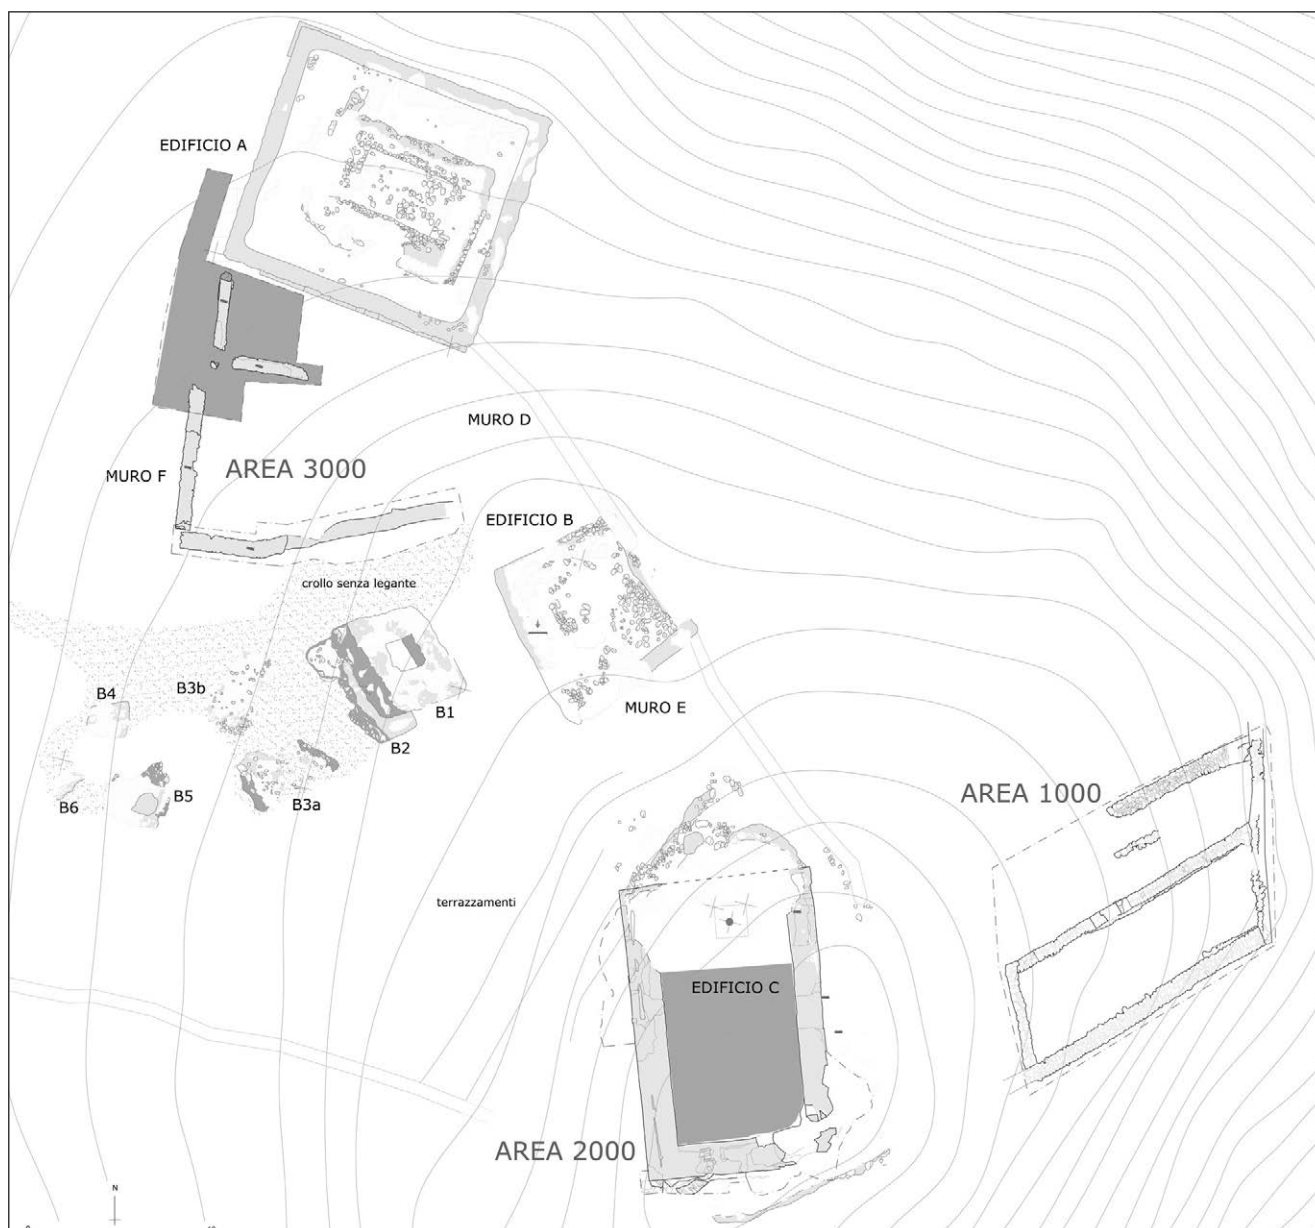 EDIFICIO A
MURO D
MURO F
AREA 3000
EDIFICIO B
crollo senza legante
B4
B3b
B1
MURO E
B2
B6
B5
B3a
AREA 1000
terrazzamenti
EDIFICIO C
AREA 2000
N